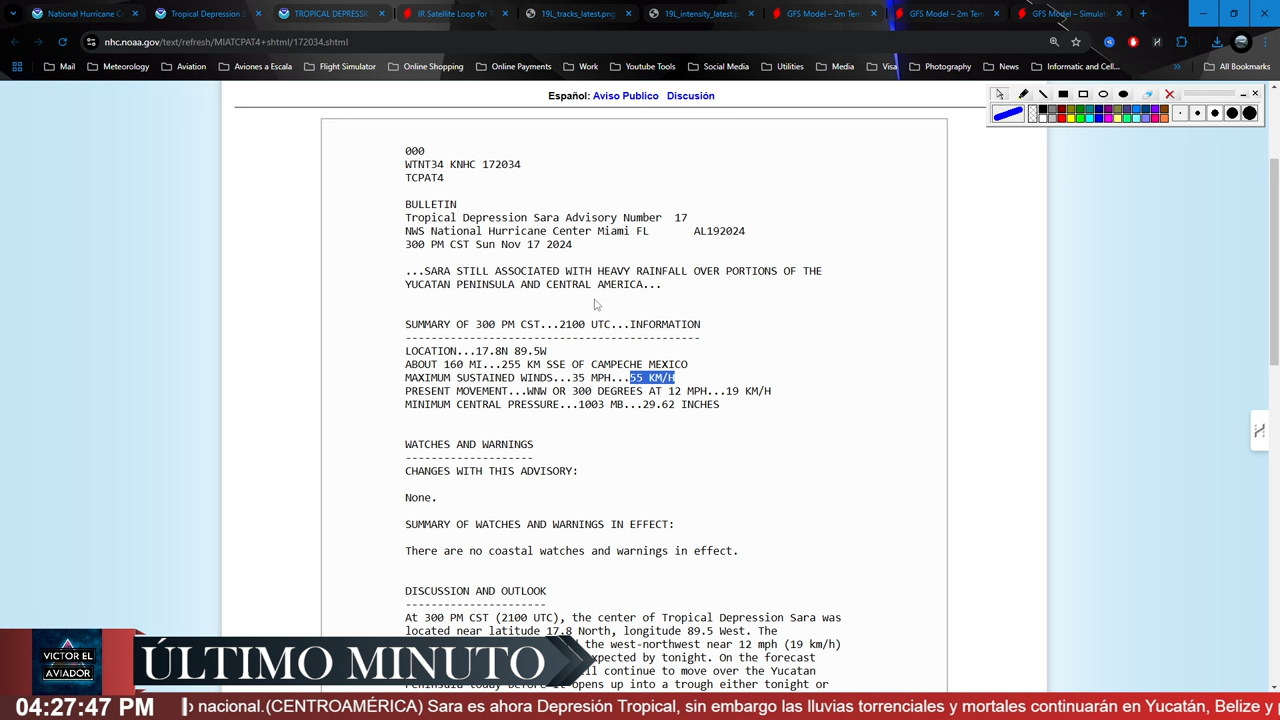 National Hurricane C
Tropical Depression S
TROPICAL DEPRESSIO
IR Satellite Loop for T
19L_tracks_latest.png
19L_intensity_latest.p
GFS Model – 2m Tem
GFS Model – 2m Tem
GFS Model – Simulat
nhc.noaa.gov/text/refresh/MIATCPAT4+shtml/172034.shtml
Mail
Meteorology
Aviation
Aviones a Escala
Flight Simulator
Online Shopping
Online Payments
Work
Youtube Tools
Social Media
Utilities
Media
Visa
Photography
News
Informatic and Cell...
All Bookmarks
Español: Aviso Publico Discusión
000
WTNT34 KNHC 172034
TCPAT4
BULLETIN
Tropical Depression Sara Advisory Number 17
NWS National Hurricane Center Miami FL AL192024
300 PM CST Sun Nov 17 2024
...SARA STILL ASSOCIATED WITH HEAVY RAINFALL OVER PORTIONS OF THE
YUCATAN PENINSULA AND CENTRAL AMERICA...
SUMMARY OF 300 PM CST...2100 UTC...INFORMATION
----------------------------------------------
LOCATION...17.8N 89.5W
ABOUT 160 MI...255 KM SSE OF CAMPECHE MEXICO
MAXIMUM SUSTAINED WINDS...35 MPH...55 KM/H
PRESENT MOVEMENT...WNW OR 300 DEGREES AT 12 MPH...19 KM/H
MINIMUM CENTRAL PRESSURE...1003 MB...29.62 INCHES
WATCHES AND WARNINGS
--------------------
CHANGES WITH THIS ADVISORY:
None.
SUMMARY OF WATCHES AND WARNINGS IN EFFECT:
There are no coastal watches and warnings in effect.
DISCUSSION AND OUTLOOK
----------------------
At 300 PM CST (2100 UTC), the center of Tropical Depression Sara was
located near latitude 17.8 North, longitude 89.5 West. The
the west-northwest near 12 mph (19 km/h)
expected by tonight. On the forecast
continue to move over the Yucatan
today before it opens up into a trough either tonight or
VICTOR EL
AVIADOR
ÚLTIMO MINUTO
04:27:47 PM
o nacional.(CENTROAMÉRICA) Sara es ahora Depresión Tropical, sin embargo las lluvias torrenciales y mortales continuarán en Yucatán, Belize y